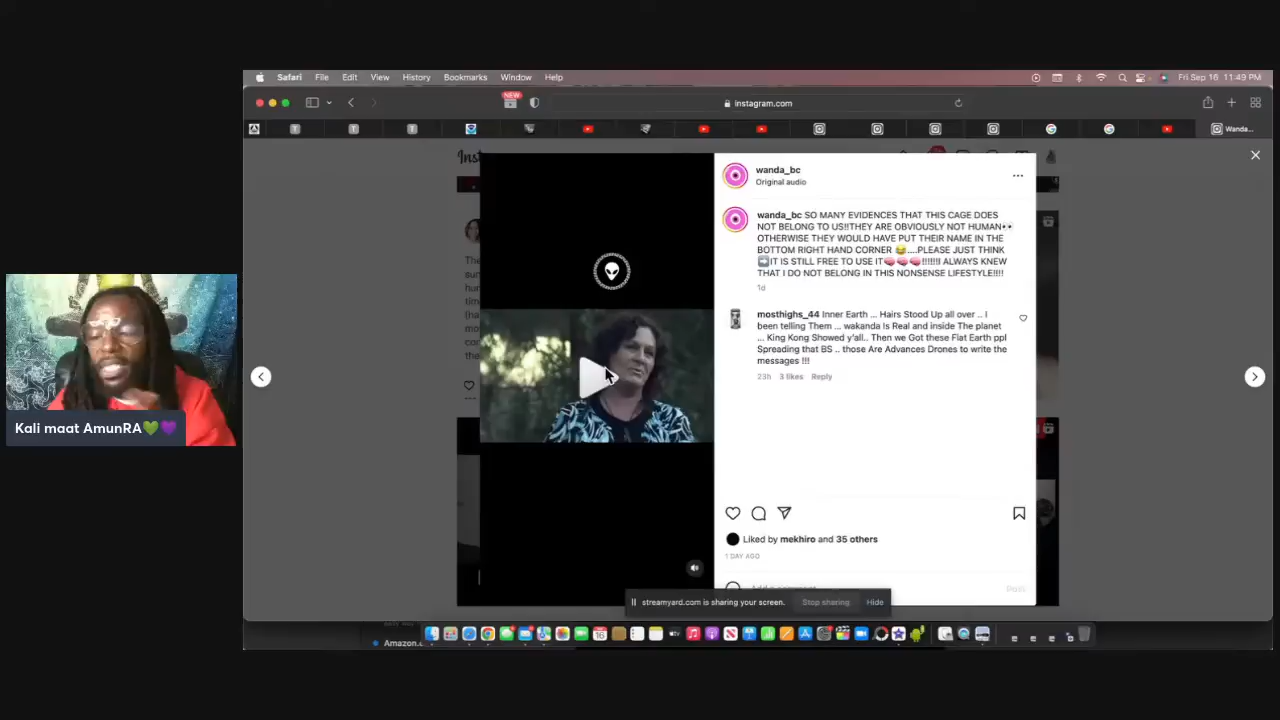 Safari File Edit View History Bookmarks Window Help Fri Sep 16 11:49 PM
NEW
instagram.com
Wanda...
Inst
wanda_bc
Original audio
wanda_bc SO MANY EVIDENCES THAT THIS CAGE DOES
NOT BELONG TO US!!THEY ARE OBVIOUSLY NOT HUMAN👀
OTHERWISE THEY WOULD HAVE PUT THEIR NAME IN THE
BOTTOM RIGHT HAND CORNER 😂....PLEASE JUST THINK
➡️IT IS STILL FREE TO USE IT🧠🧠🧠!!!!!!I ALWAYS KNEW
THAT I DO NOT BELONG IN THIS NONSENSE LIFESTYLE!!!!
1d
mosthighs_44 Inner Earth ... Hairs Stood Up all over .. I
been telling Them ... wakanda Is Real and inside The planet
... King Kong Showed y'all.. Then we Got these Flat Earth ppl
Spreading that BS .. those Are Advances Drones to write the
messages !!!
23h 3 likes Reply
Kali maat AmunRA💚💜
Liked by mekhiro and 35 others
1 DAY AGO
Post
streamyard.com is sharing your screen. Stop sharing Hide
Amazon.c